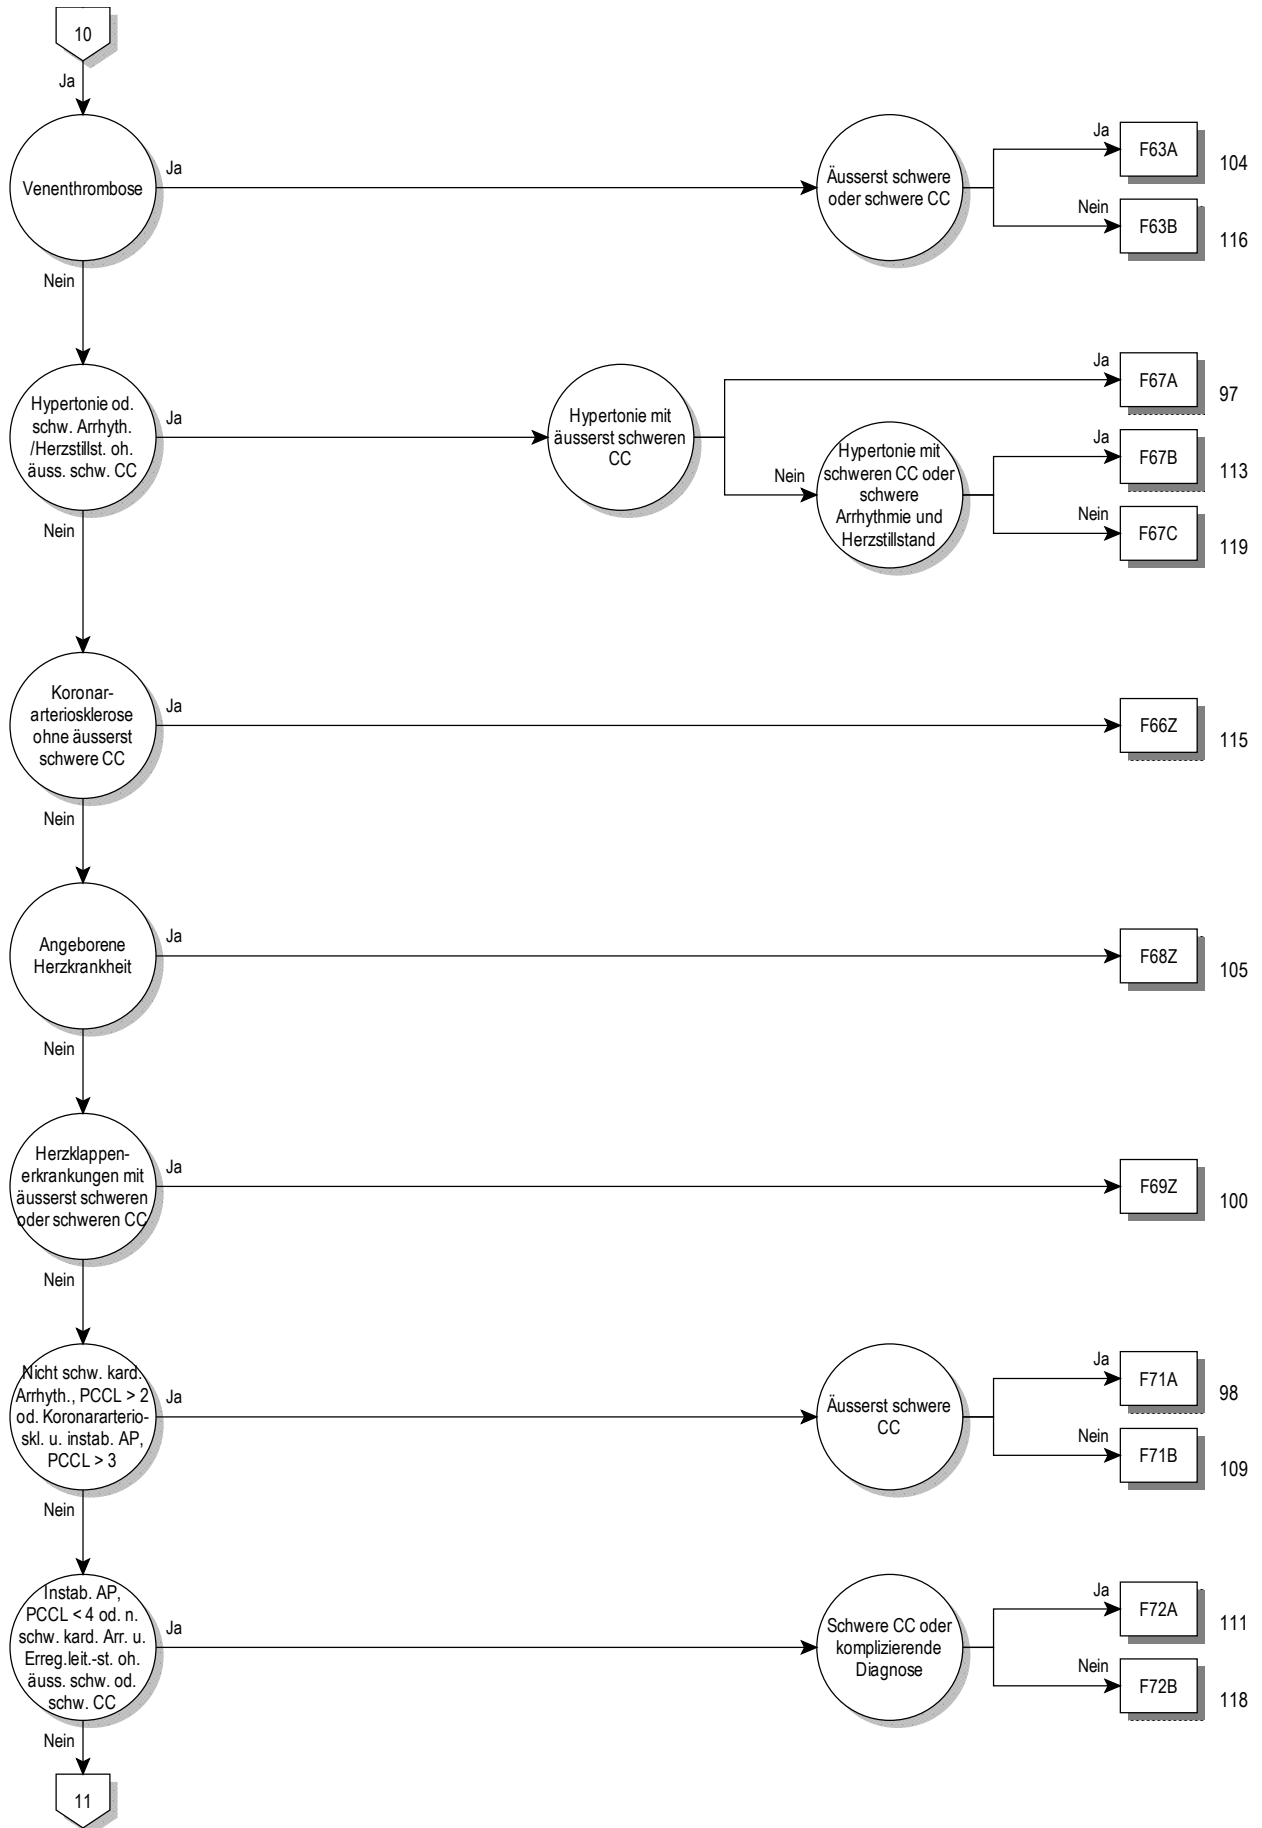 10
Ja
Venenthrombose
Ja
Äusserst schwere
oder schwere CC
Ja
F63A
104
Nein
F63B
116
Nein
Hypertonie od.
schw. Arrhyth.
/Herzstillst. oh.
äuss. schw. CC
Ja
Hypertonie mit
äusserst schweren
CC
Ja
F67A
97
Nein
Hypertonie mit
schweren CC oder
schwere
Arrhythmie und
Herzstillstand
Ja
F67B
113
Nein
F67C
119
Nein
Koronar-
arteriosklerose
ohne äusserst
schwere CC
Ja
F66Z
115
Nein
Angeborene
Herzkrankheit
Ja
F68Z
105
Nein
Herzklappen-
erkrankungen mit
äusserst schweren
oder schweren CC
Ja
F69Z
100
Nein
Nicht schw. kard.
Arrhyth., PCCL > 2
od. Koronararterio-
skl. u. instab. AP,
PCCL > 3
Ja
Äusserst schwere
CC
Ja
F71A
98
Nein
F71B
109
Nein
Instab. AP,
PCCL < 4 od. n.
schw. kard. Arr. u.
Erreg.leit.-st. oh.
äuss. schw. od.
schw. CC
Ja
Schwere CC oder
komplizierende
Diagnose
Ja
F72A
111
Nein
F72B
118
Nein
11